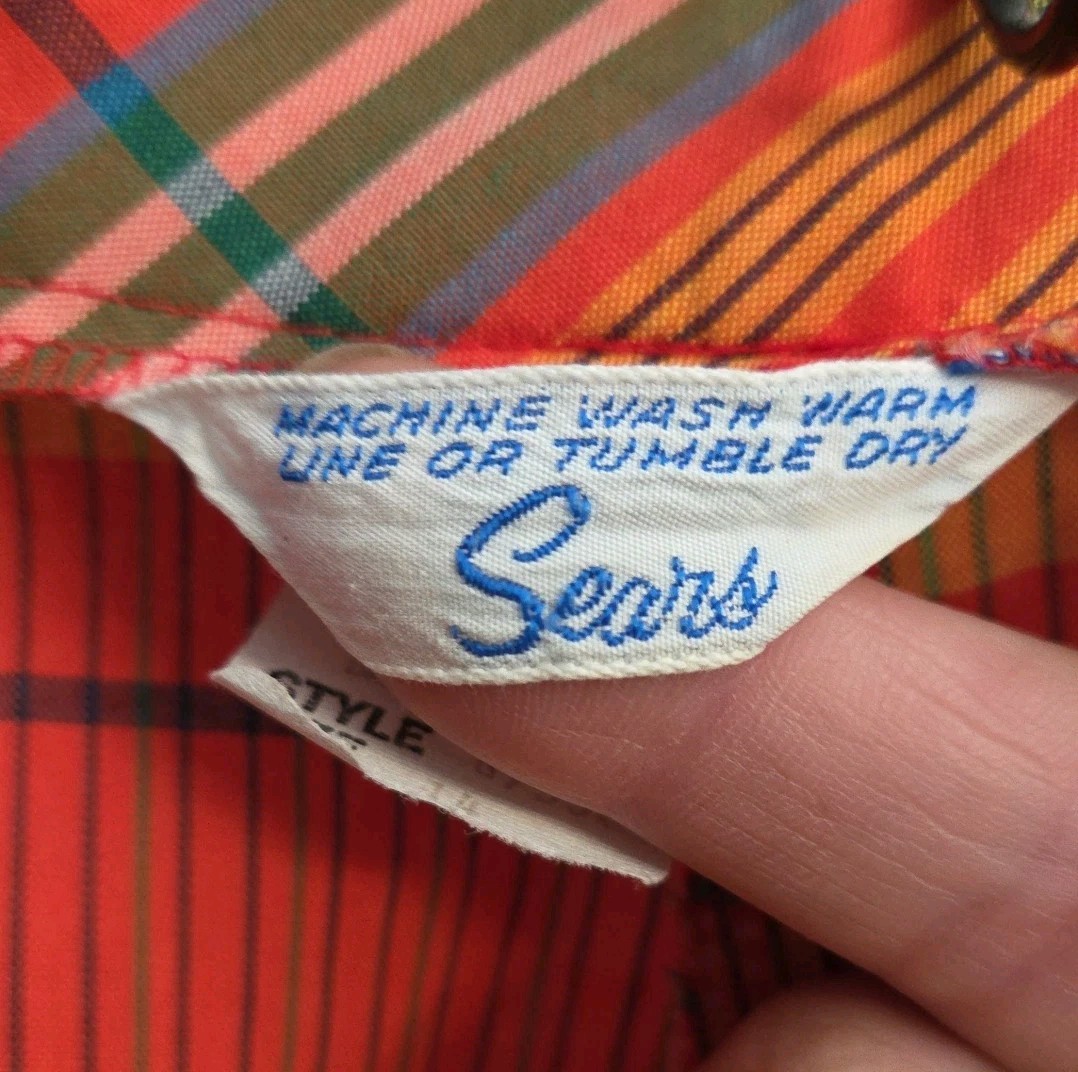 MACHINE WASH WARM
LINE OR TUMBLE DRY
Sears
STYLE